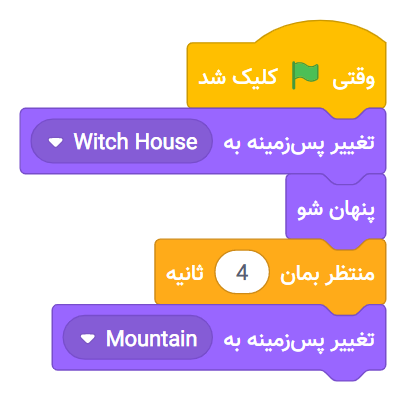 وقتی کلیک شد
تغییر پس‌زمینه به Witch House
پنهان شو
منتظر بمان 4 ثانیه
تغییر پس‌زمینه به Mountain